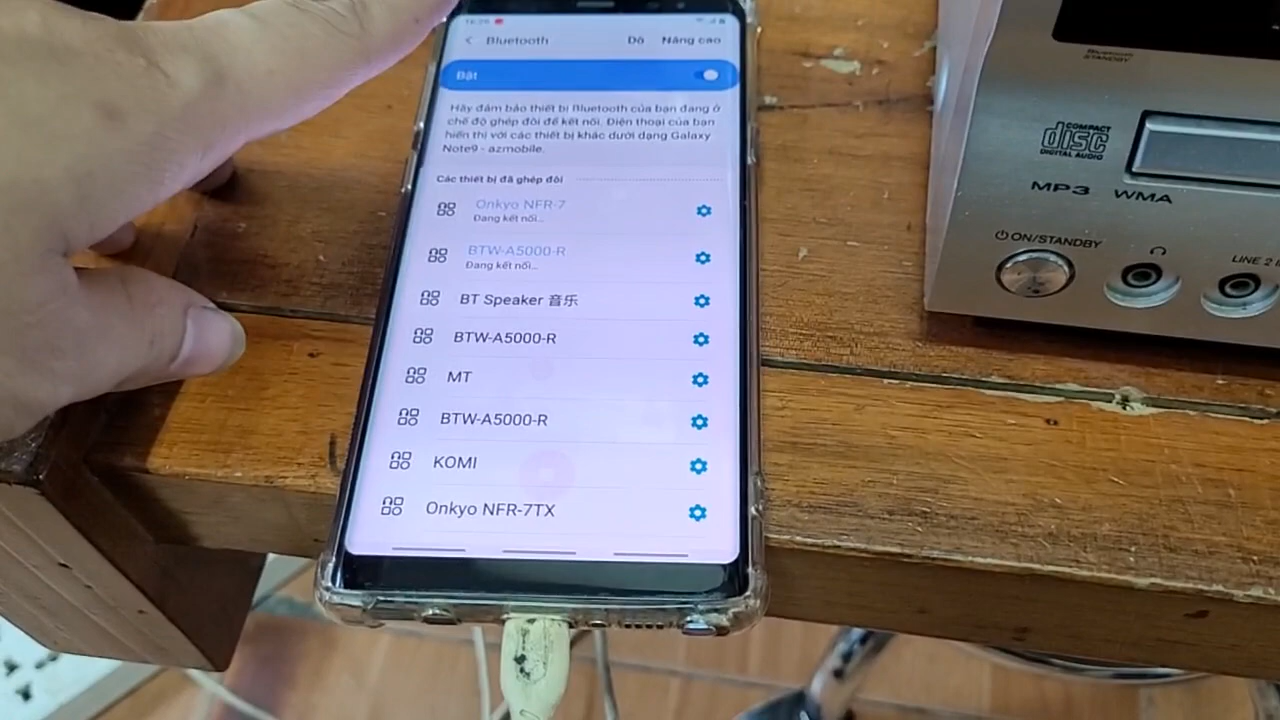 16:26
Bluetooth
Dò
Nâng cao
Bật
Hãy đảm bảo thiết bị Bluetooth của bạn đang ở
chế độ ghép đôi để kết nối. Điện thoại của bạn
hiển thị với các thiết bị khác dưới dạng Galaxy
Note9 - azmobile.
Các thiết bị đã ghép đôi
Onkyo NFR-7
Đang kết nối...
BTW-A5000-R
Đang kết nối...
BT Speaker 音乐
BTW-A5000-R
MT
BTW-A5000-R
KOMI
Onkyo NFR-7TX
Bluetooth
STANDBY
COMPACT
disc
DIGITAL AUDIO
MP3 WMA
ON/STANDBY
LINE 2